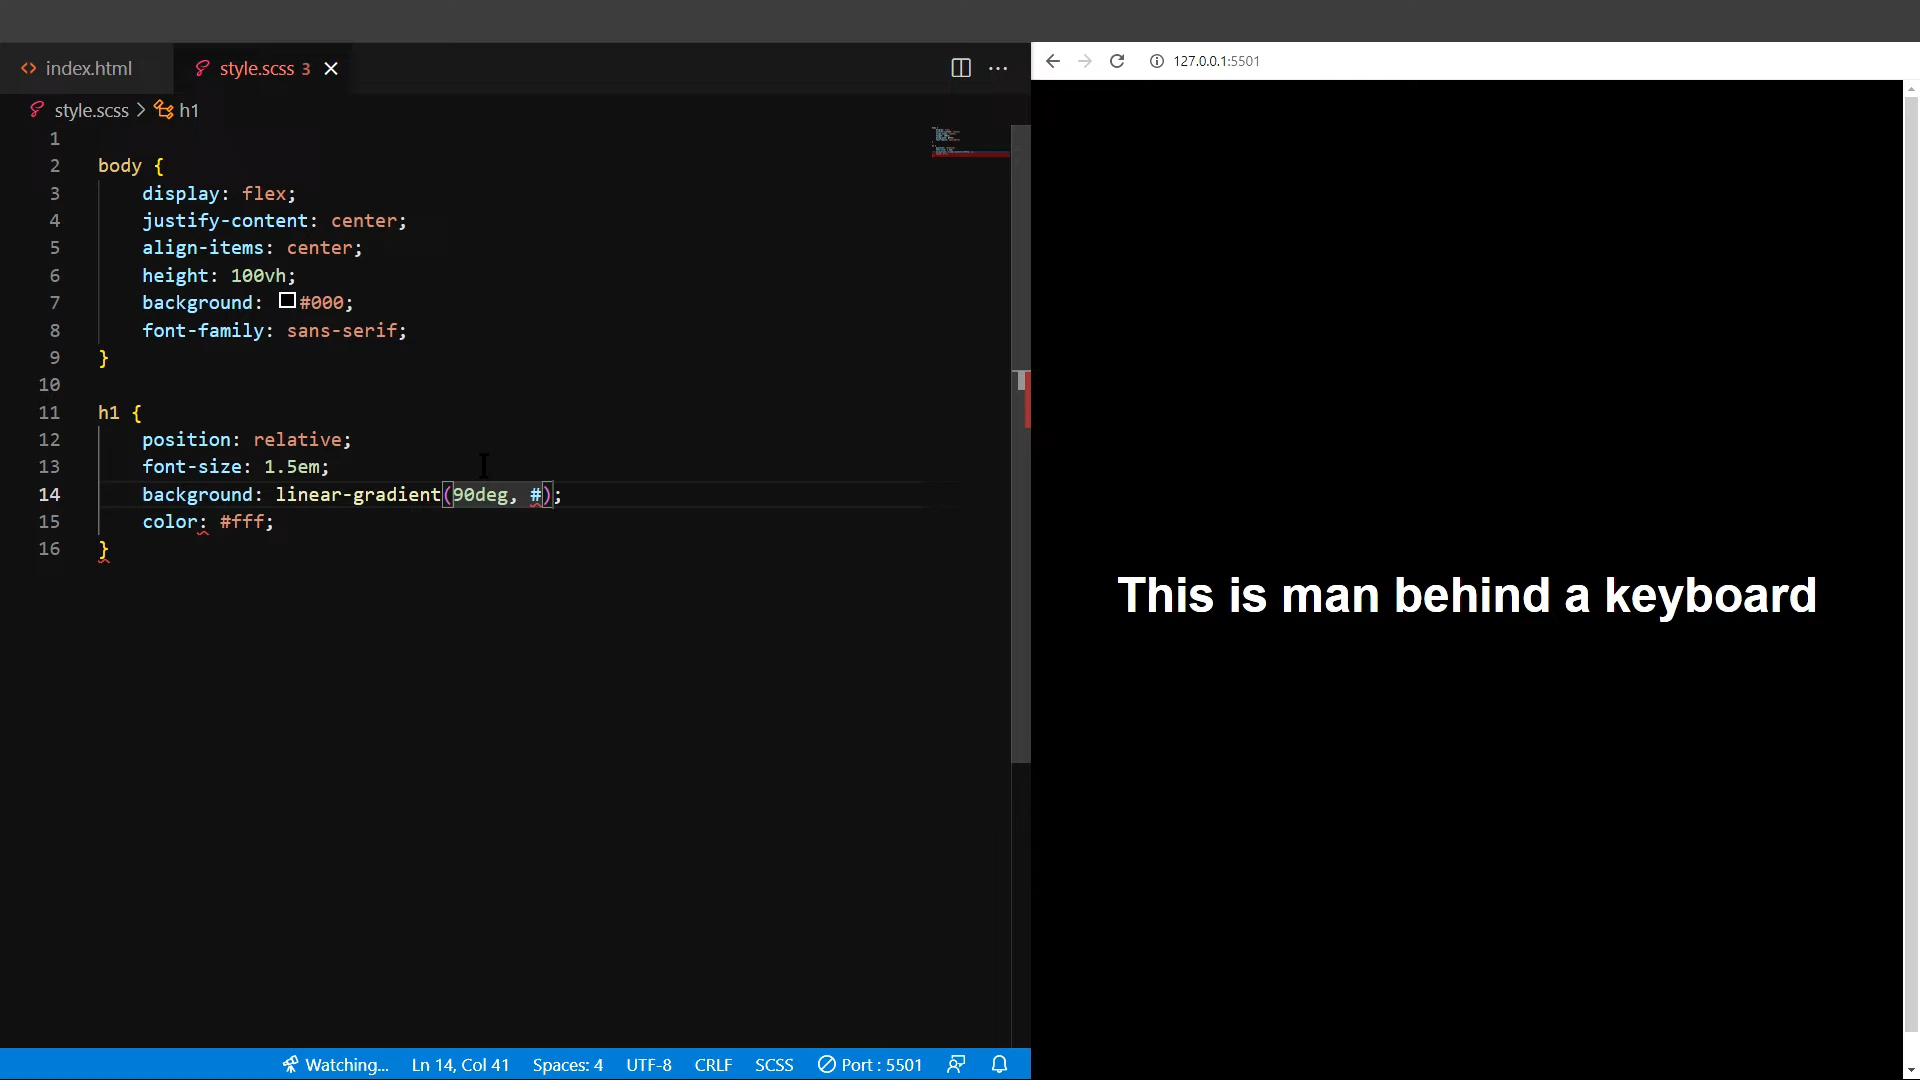 index.html
style.scss 3
127.0.0.1:5501
style.scss > h1
1
2 body {
3 display: flex;
4 justify-content: center;
5 align-items: center;
6 height: 100vh;
7 background: #000;
8 font-family: sans-serif;
9 }
10
11 h1 {
12 position: relative;
13 font-size: 1.5em;
14 background: linear-gradient(90deg, #);
15 color: #fff;
16 }
This is man behind a keyboard
Watching... Ln 14, Col 41 Spaces: 4 UTF-8 CRLF SCSS Port : 5501